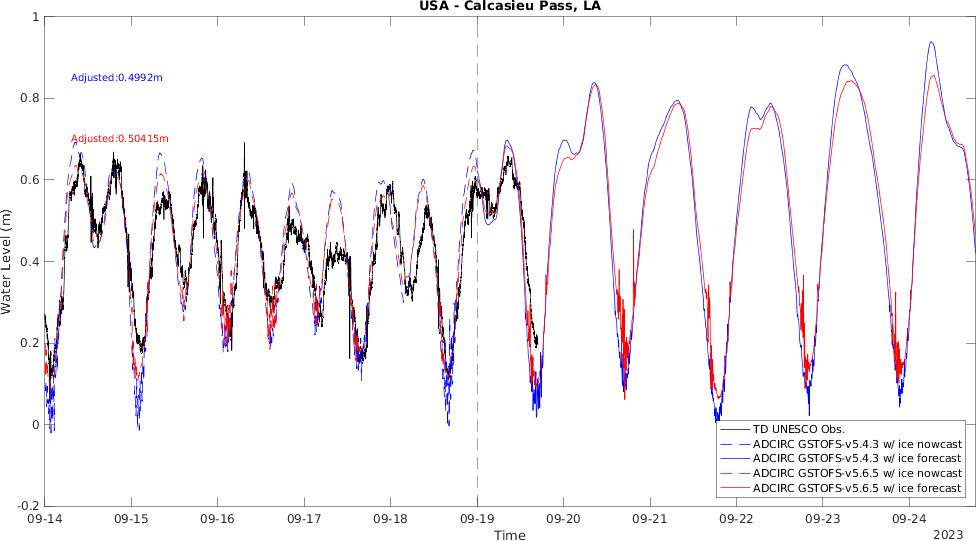 USA - Calcasieu Pass, LA
1
0.8
0.6
0.4
0.2
0
-0.2
Water Level (m)
Adjusted:0.4992m
Adjusted:0.50415m
TD UNESCO Obs.
ADCIRC GSTOFS-v5.4.3 w/ ice nowcast
ADCIRC GSTOFS-v5.4.3 w/ ice forecast
ADCIRC GSTOFS-v5.6.5 w/ ice nowcast
ADCIRC GSTOFS-v5.6.5 w/ ice forecast
09-14 09-15 09-16 09-17 09-18 09-19 09-20 09-21 09-22 09-23 09-24
Time
2023